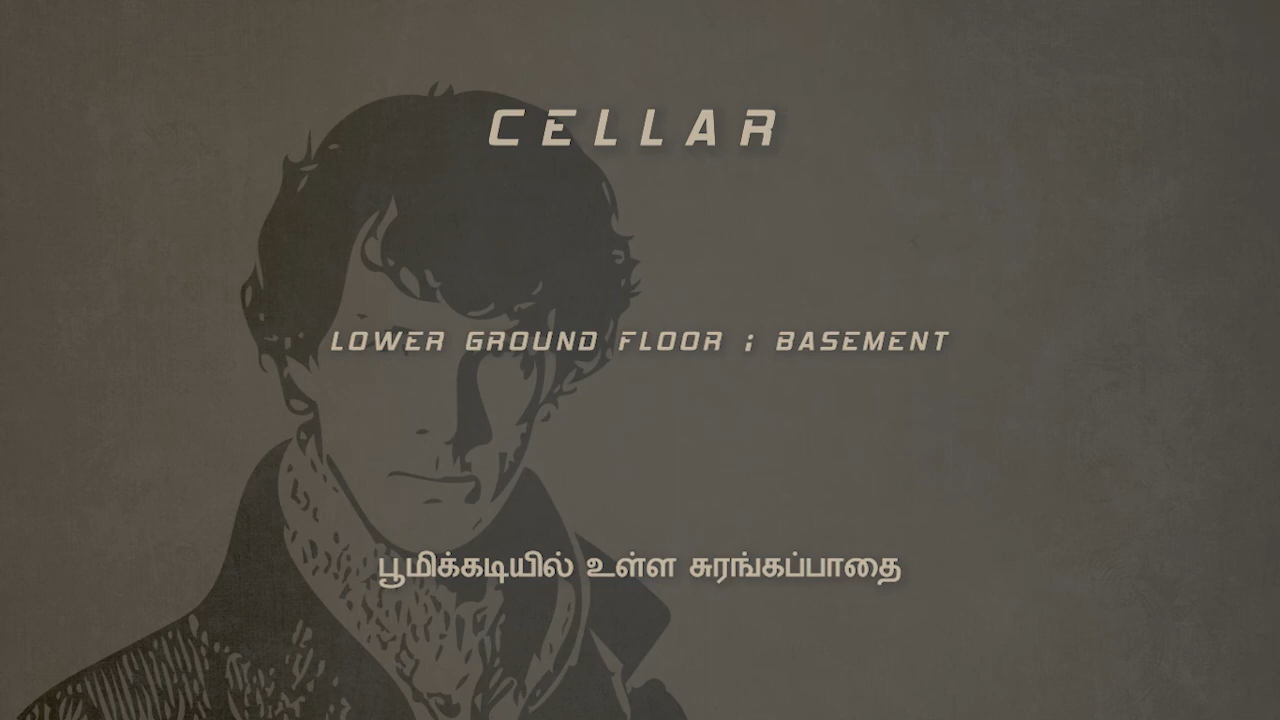 CELLAR
LOWER GROUND FLOOR ; BASEMENT
பூமிக்கடியில் உள்ள சுரங்கப்பாதை